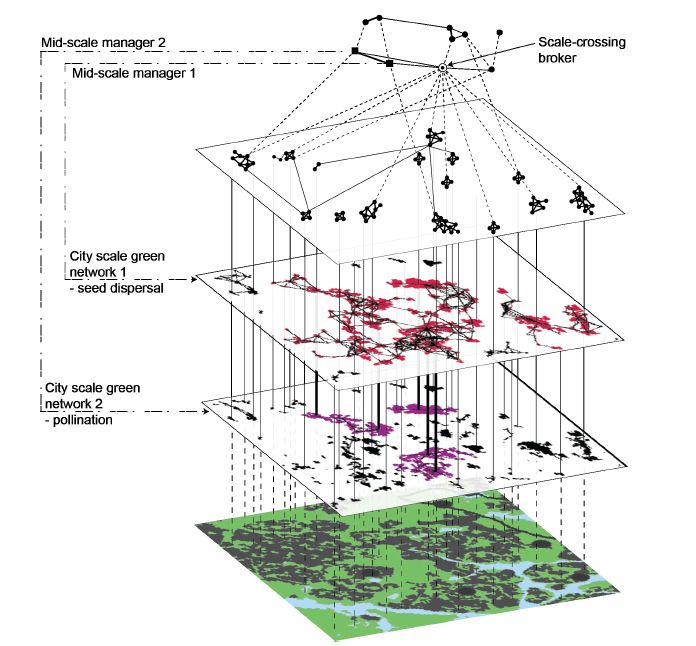 Mid-scale manager 2
Mid-scale manager 1
Scale-crossing
broker
City scale green
network 1
- seed dispersal
City scale green
network 2
- pollination